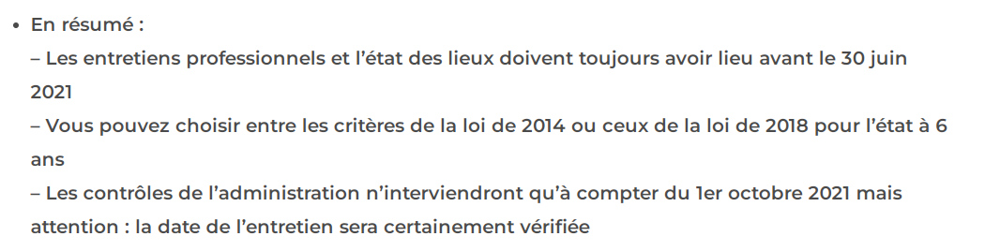 • En résumé :
– Les entretiens professionnels et l’état des lieux doivent toujours avoir lieu avant le 30 juin
2021
– Vous pouvez choisir entre les critères de la loi de 2014 ou ceux de la loi de 2018 pour l’état à 6
ans
– Les contrôles de l’administration n’interviendront qu’à compter du 1er octobre 2021 mais
attention : la date de l’entretien sera certainement vérifiée